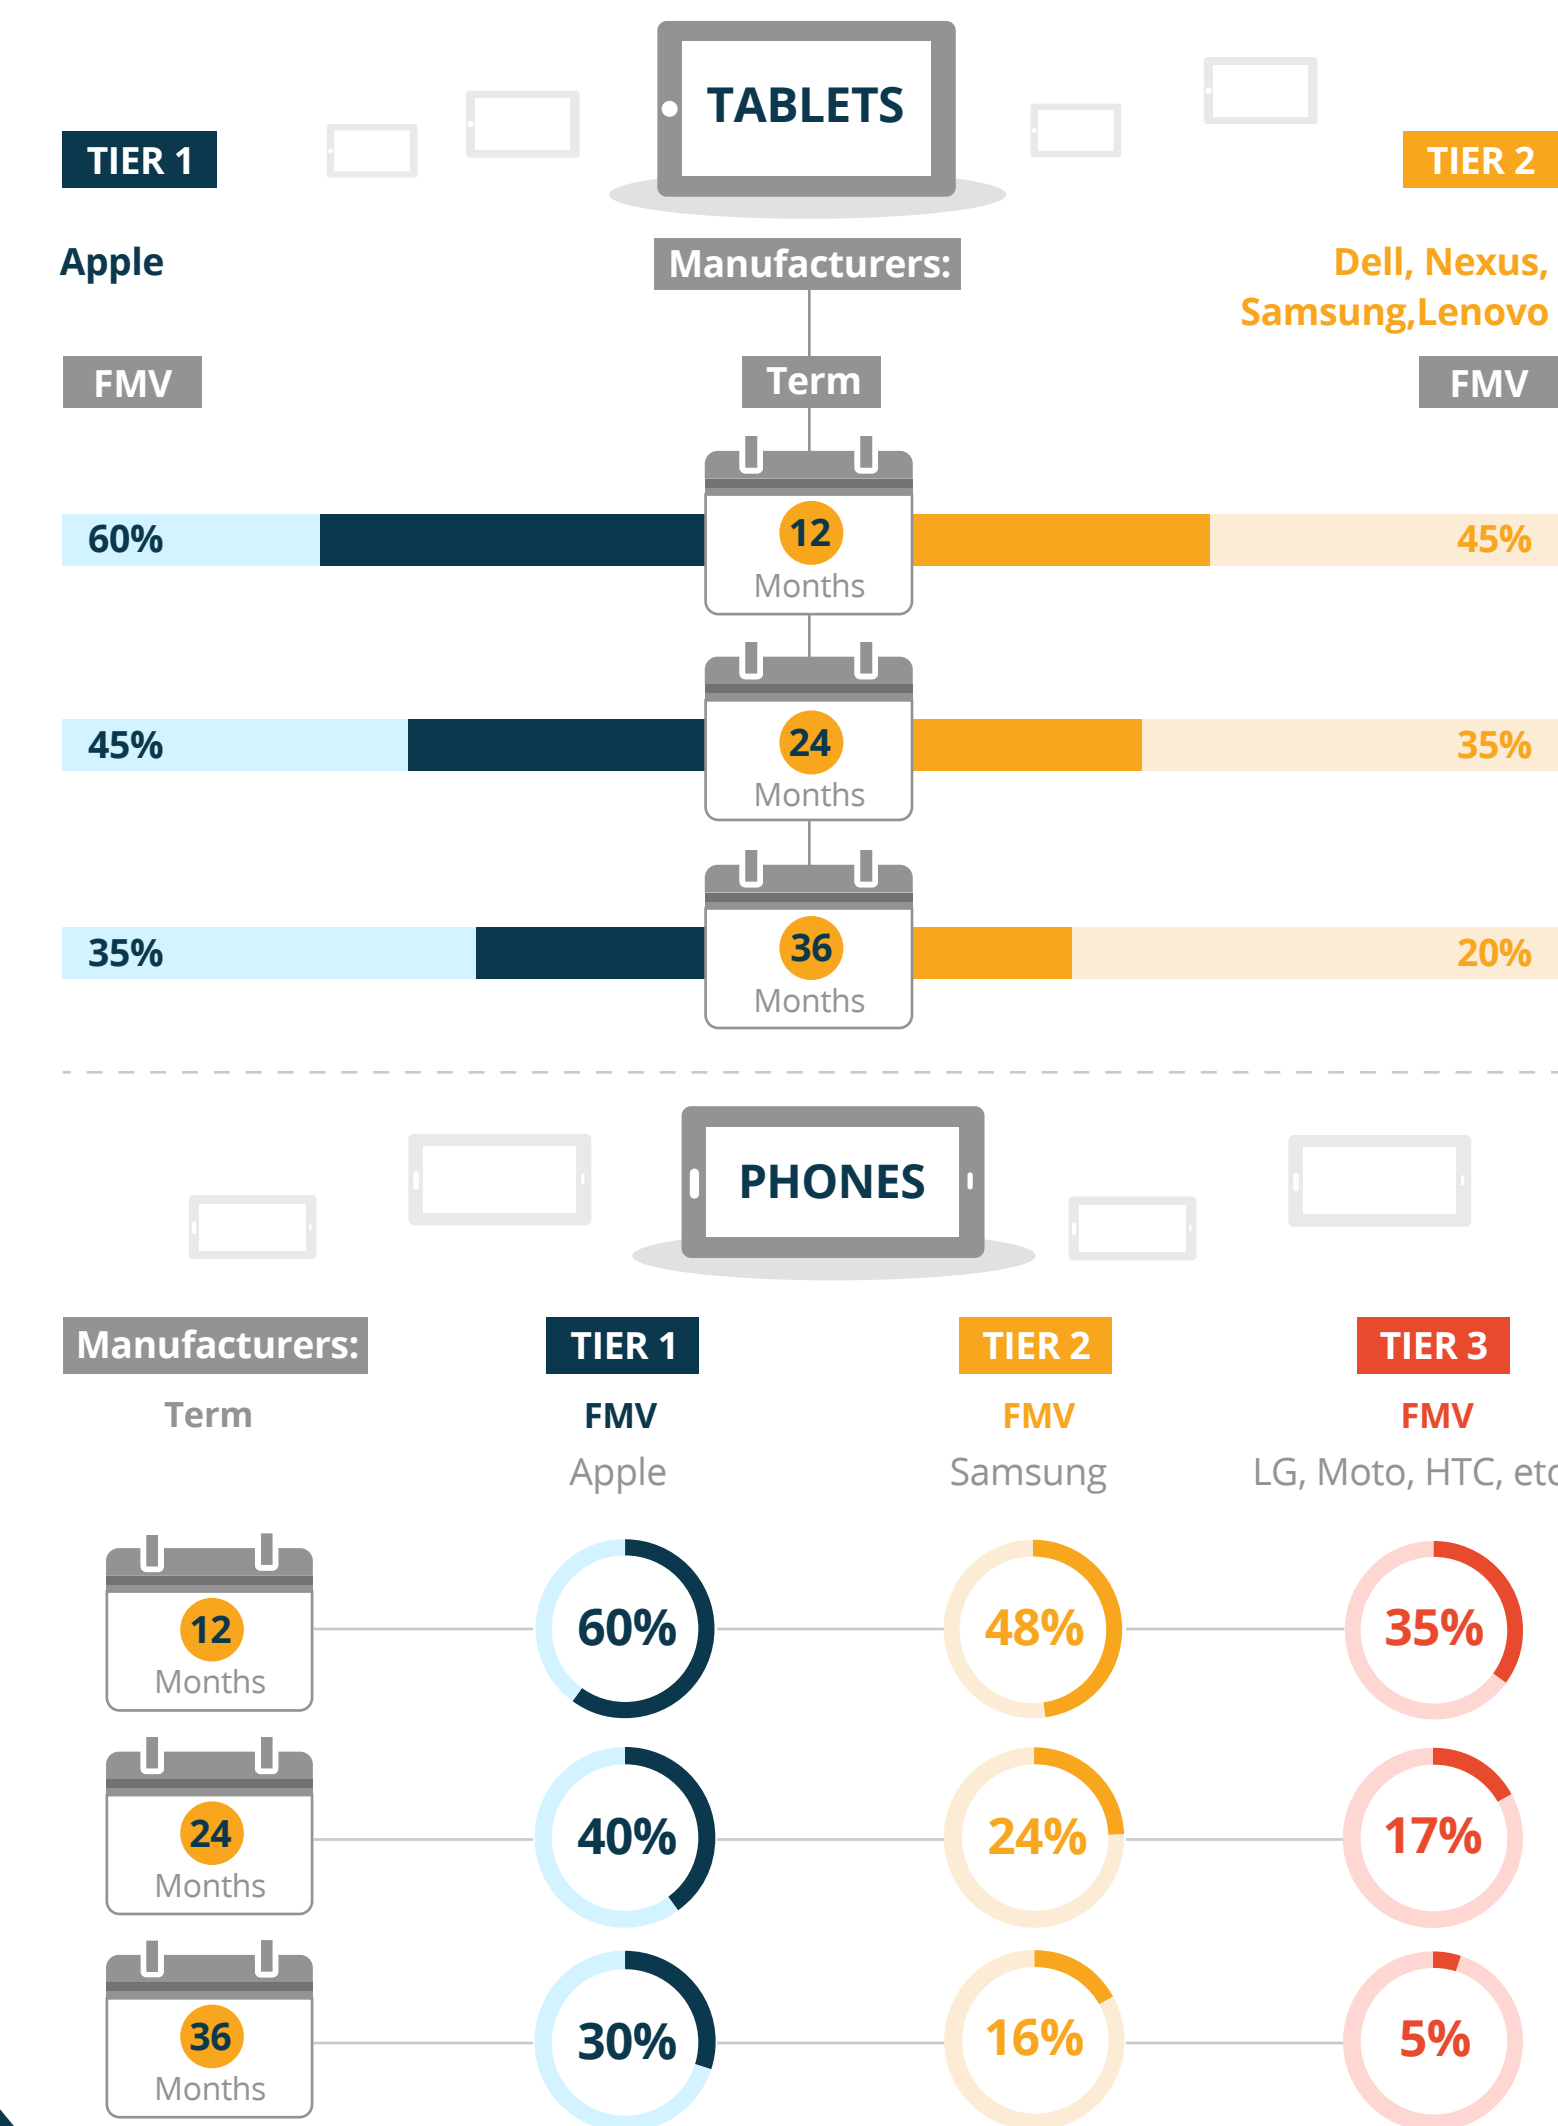 TABLETS
TIER 1
TIER 2
Apple
Manufacturers:
Dell, Nexus,
Samsung,Lenovo
FMV
Term
FMV
60%
12
Months
45%
45%
24
Months
35%
35%
36
Months
20%
PHONES
Manufacturers:
TIER 1
TIER 2
TIER 3
Term
FMV
FMV
FMV
Apple
Samsung
LG, Moto, HTC, etc
12
Months
60%
48%
35%
24
Months
40%
24%
17%
36
Months
30%
16%
5%